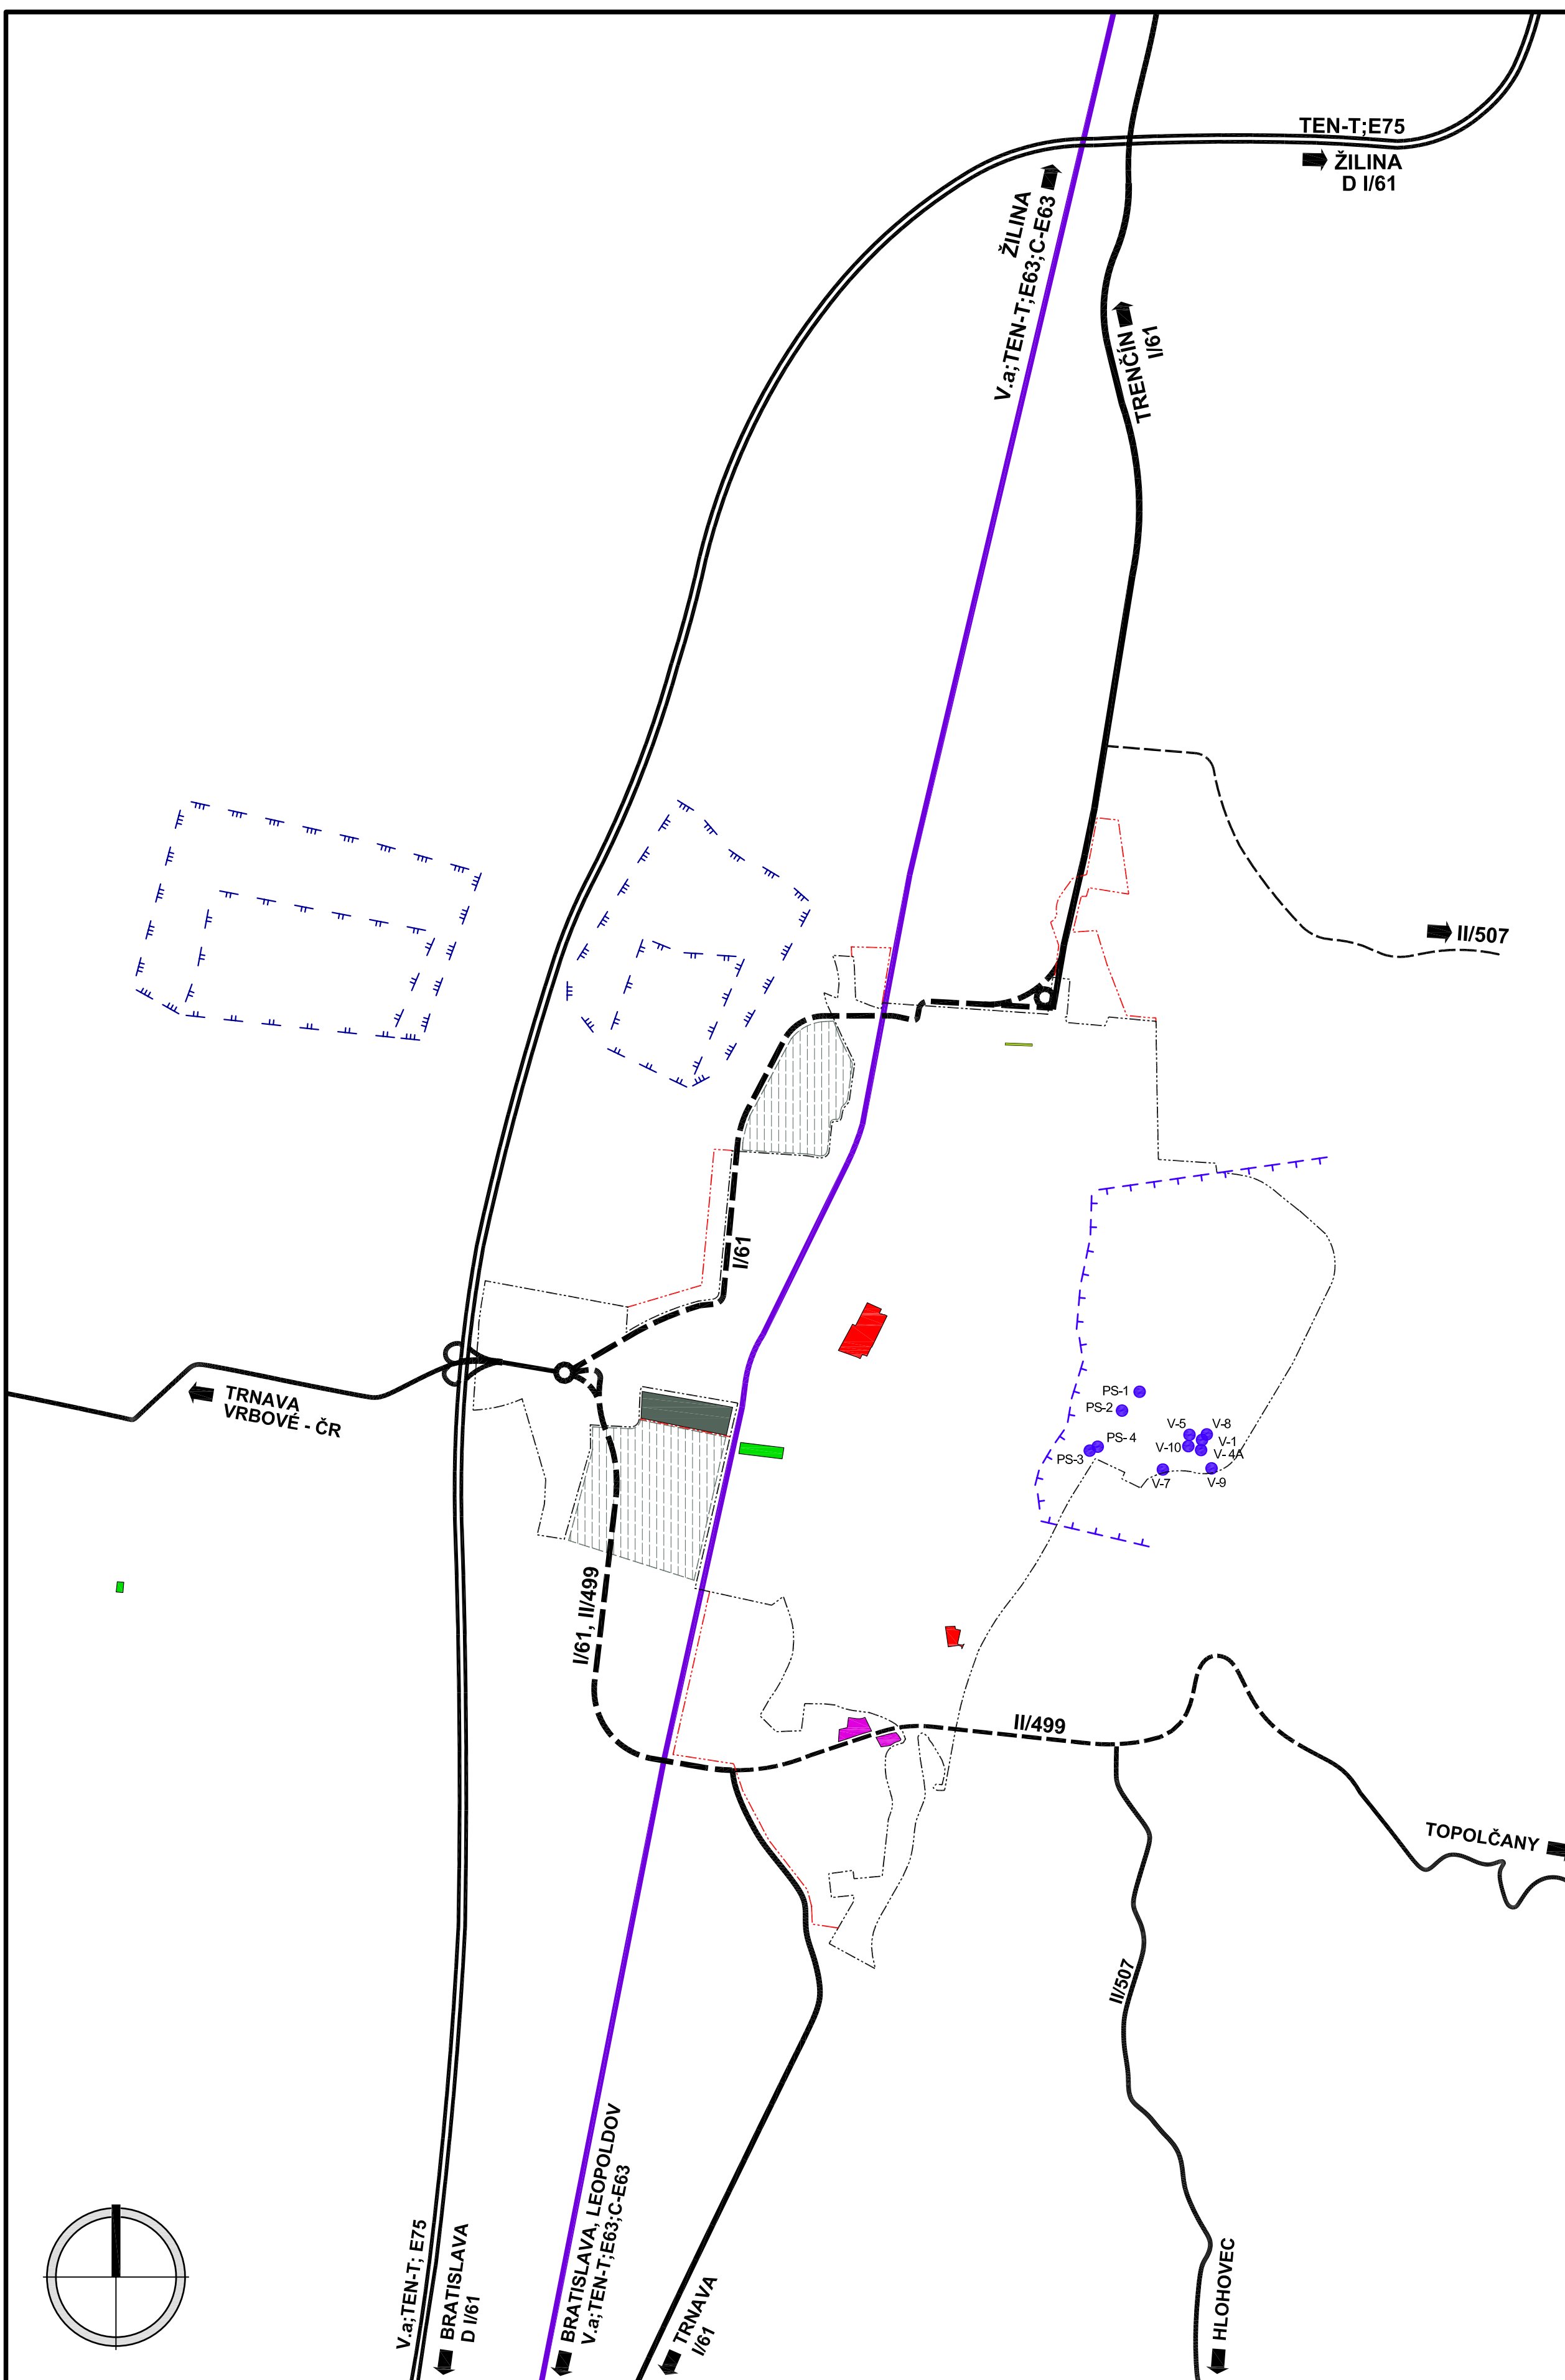 TEN-T;E75
ŽILINA
D I/61
ŽILINA
V.a;TEN-T;E63;C-E63
TRENČÍN
I/61
II/507
I/61
TRNAVA
VRBOVÉ - ČR
PS-1
PS-2
PS- 4
PS-3
V-5
V-8
V-1
V-10
V- 4A
V-7
V-9
I/61, II/499
II/499
TOPOLČANY
II/507
V.a;TEN-T; E75
BRATISLAVA
D I/61
BRATISLAVA, LEOPOLDOV
V.a;TEN-T;E63;C-E63
TRNAVA
I/61
HLOHOVEC